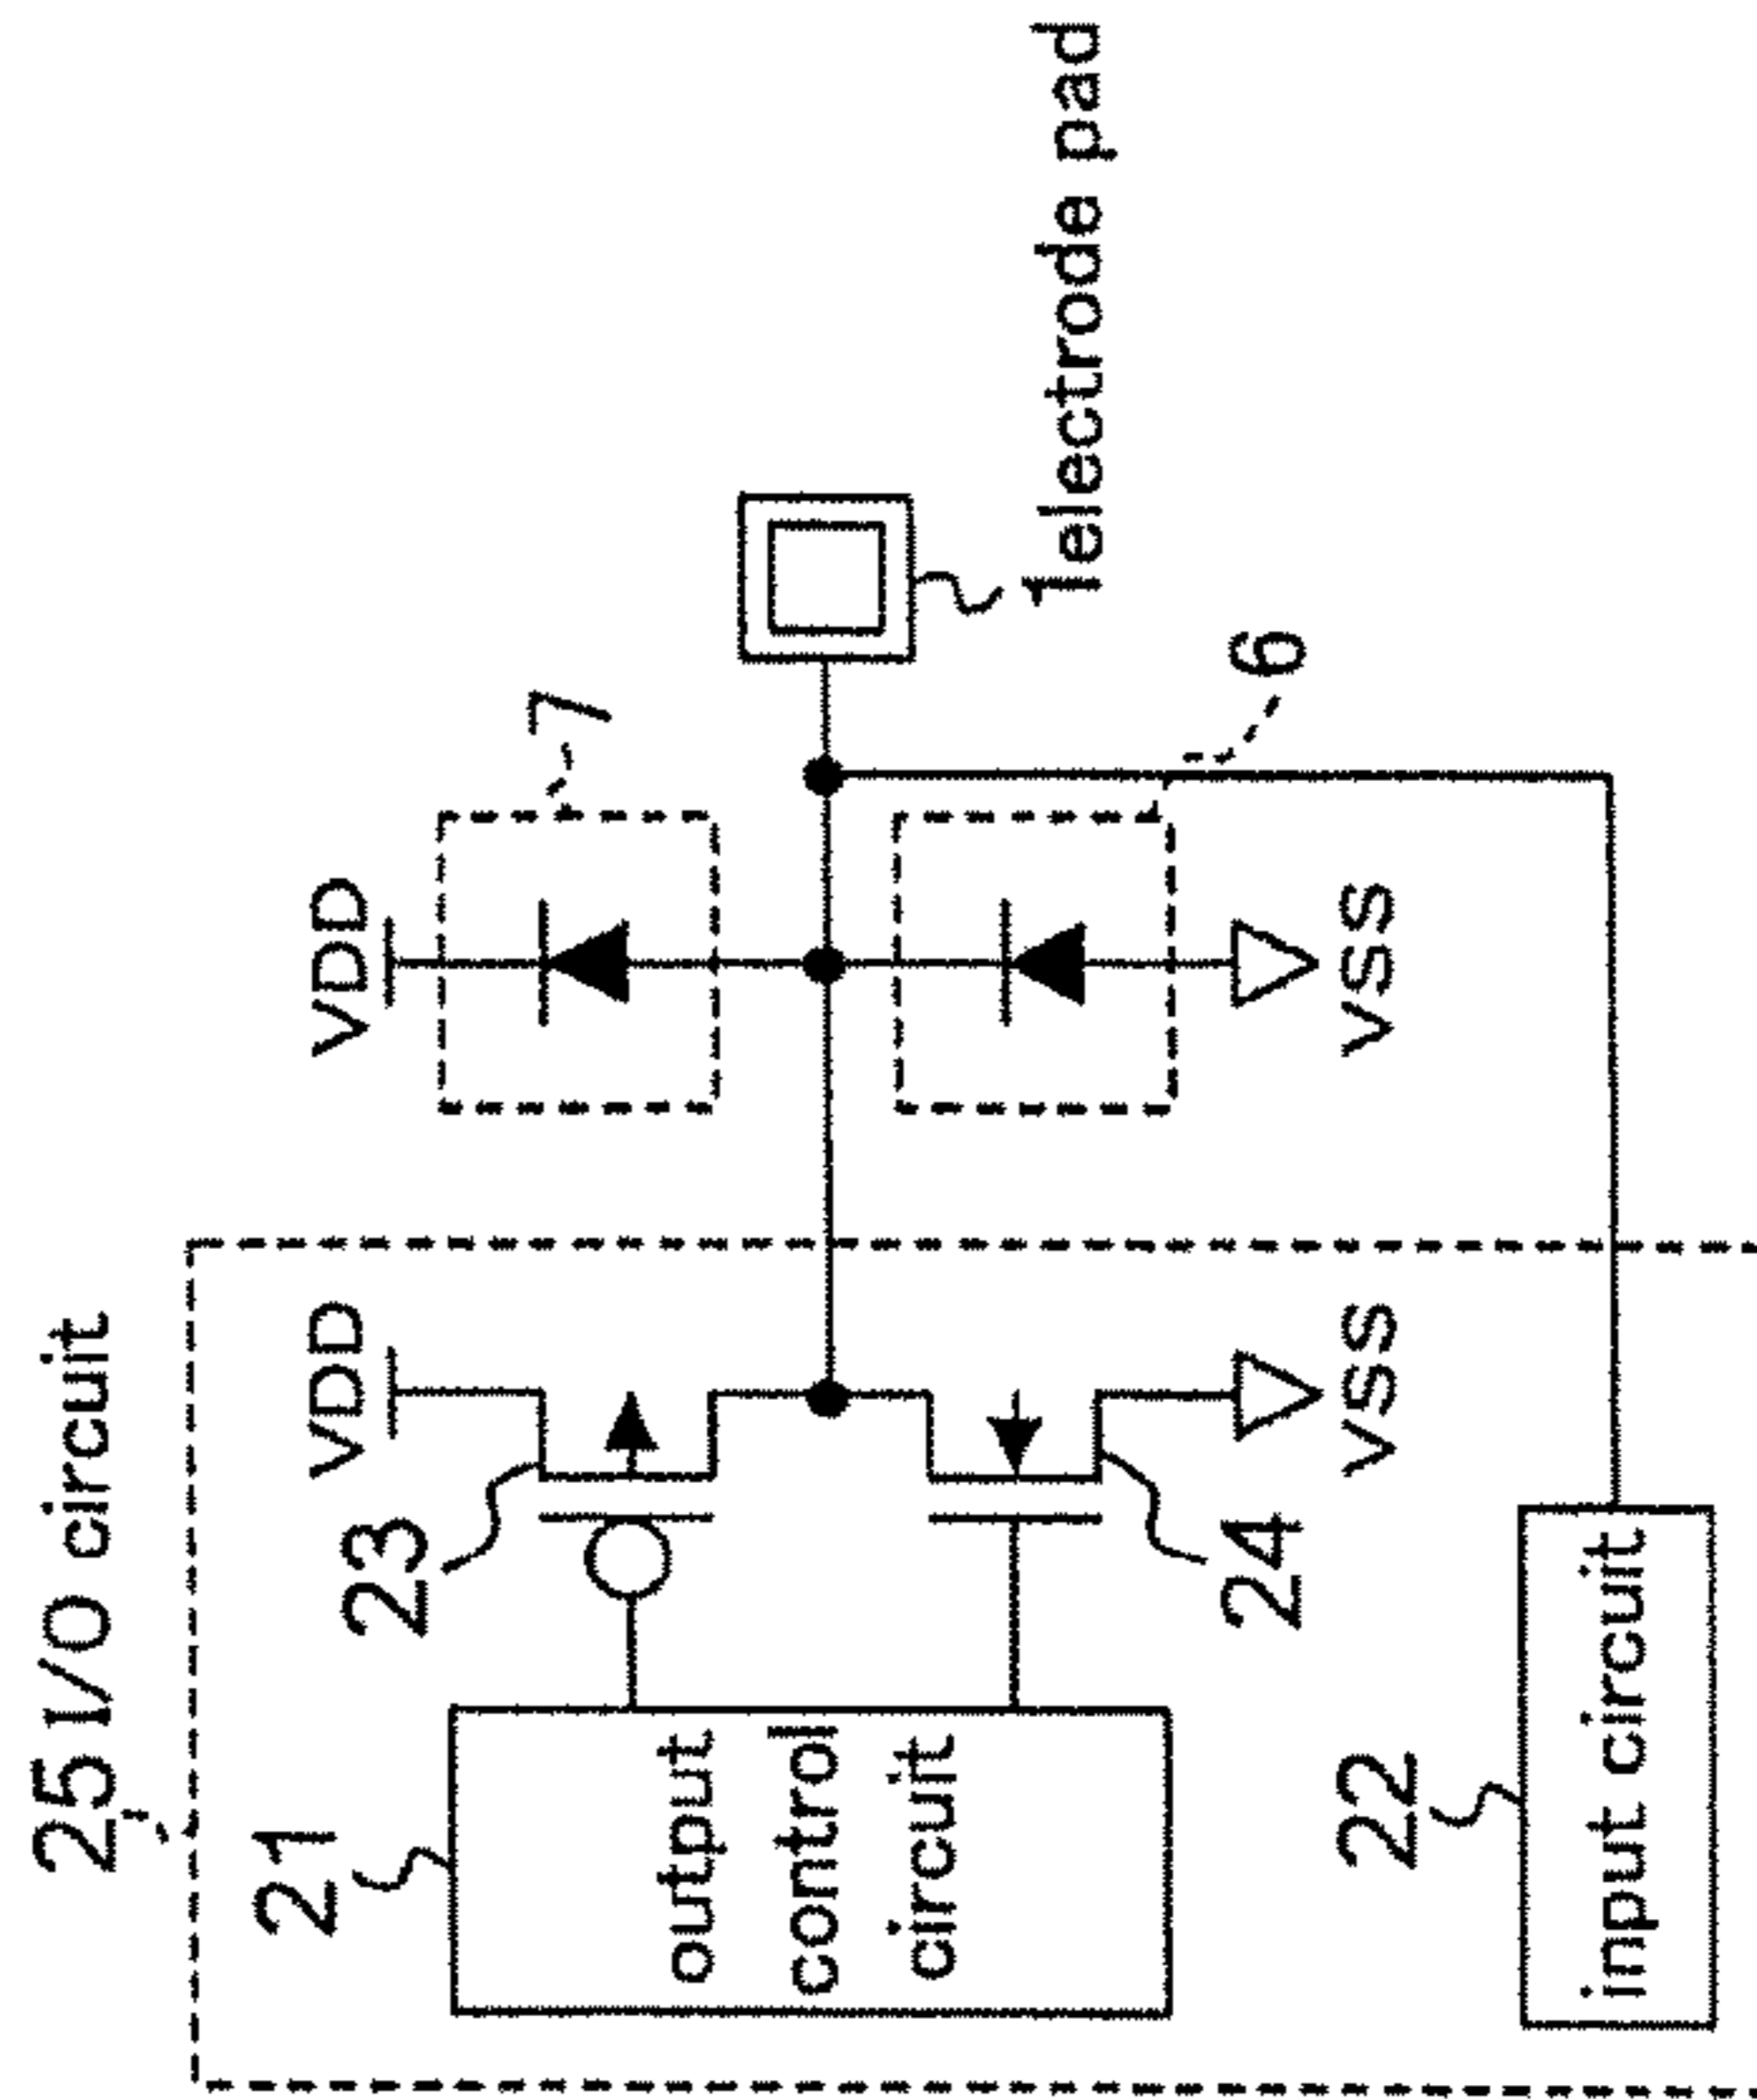 25 I/O circuit
21
output
control
circuit
23
VDD
24
VSS
22
input circuit
VDD
7
VSS
6
1 electrode pad